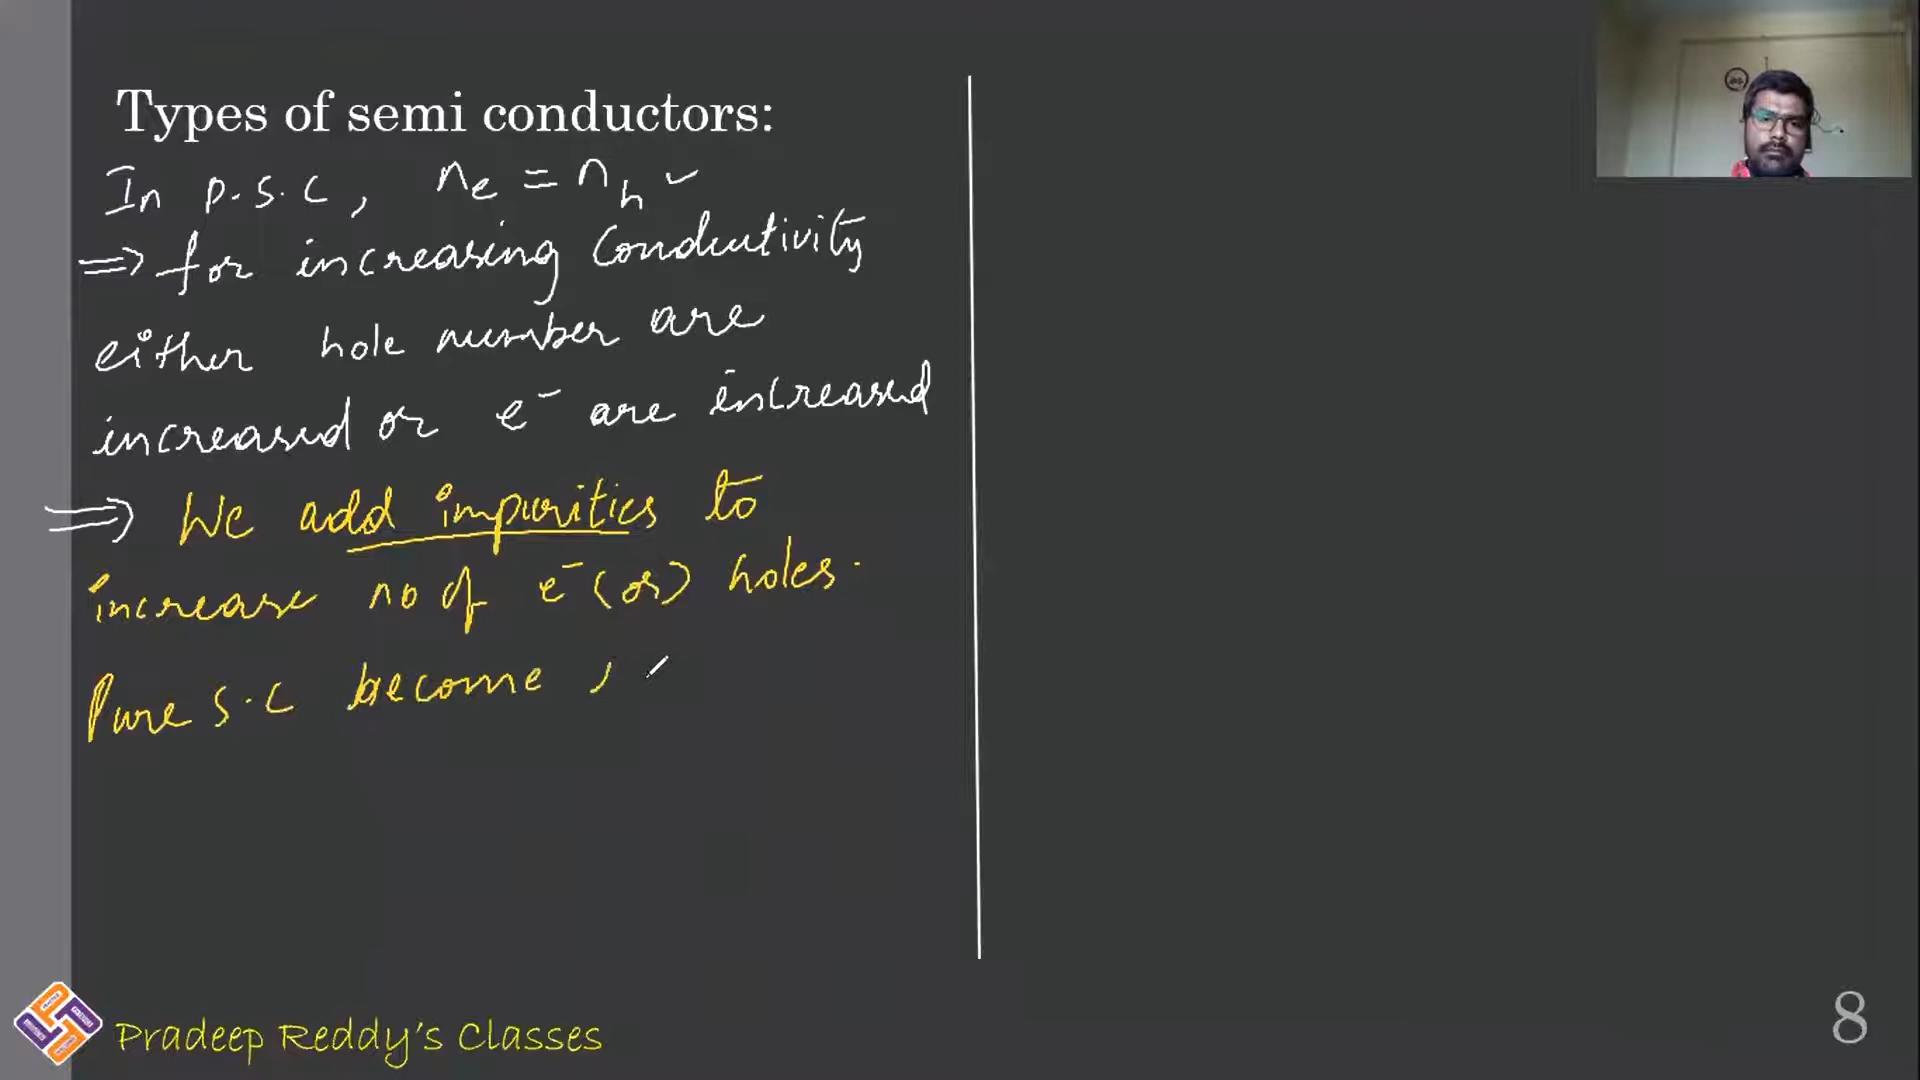 Types of semi conductors:
In P.S.C, nₑ = nₕ ✓
⇒ for increasing conductivity
either hole number are
increased or e⁻ are increased
⇒ We add impurities to
increase no of e⁻ (or) holes.
Pure S.C become ,
Pradeep Reddy's Classes
8